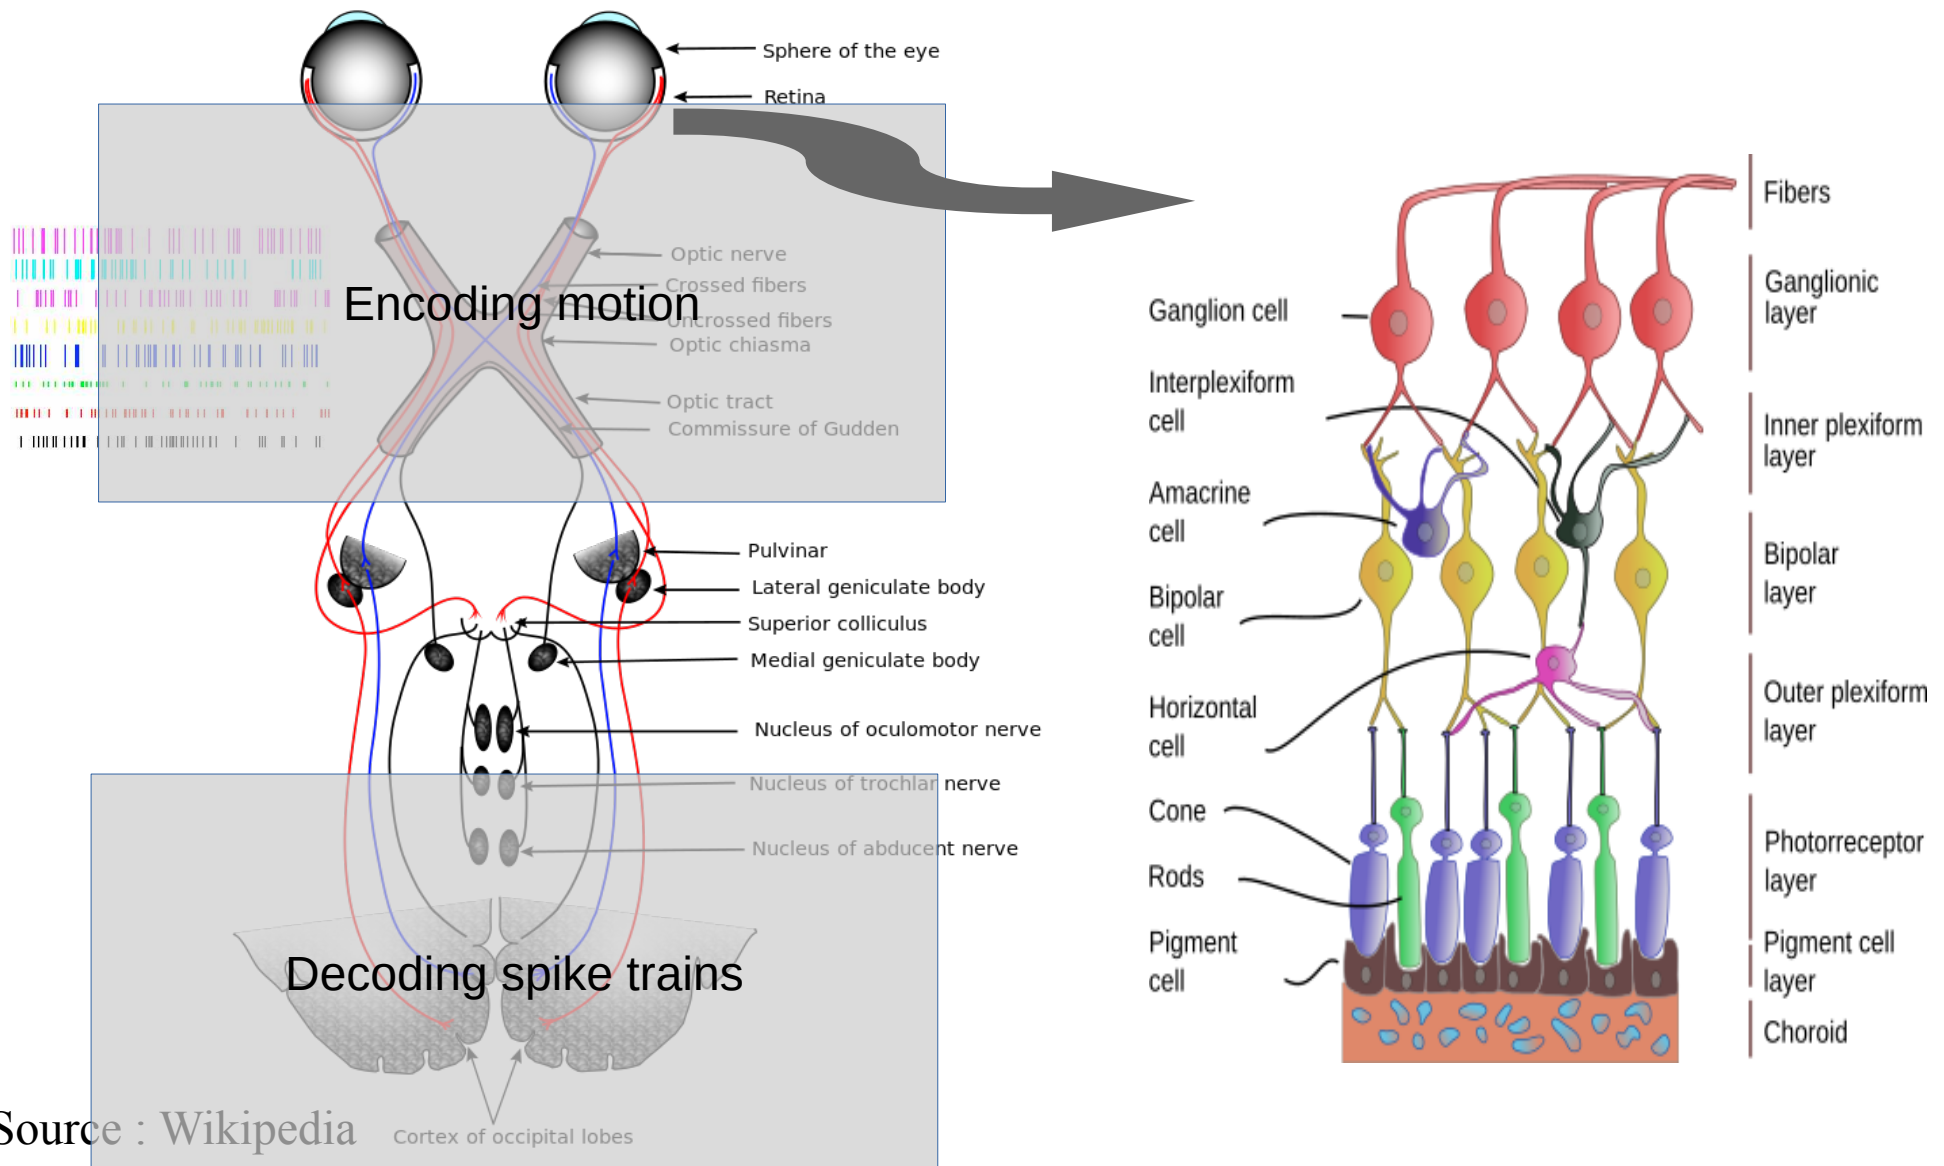 Sphere of the eye
Retina
Optic nerve
Crossed fibers
Encoding motion
Uncrossed fibers
Optic chiasma
Optic tract
Commissure of Gudden
Pulvinar
Lateral geniculate body
Superior colliculus
Medial geniculate body
Nucleus of oculomotor nerve
Nucleus of trochlar nerve
Nucleus of abducent nerve
Decoding spike trains
Source : Wikipedia
Cortex of occipital lobes
Ganglion cell
Interplexiform
cell
Amacrine
cell
Bipolar
cell
Horizontal
cell
Cone
Rods
Pigment
cell
Fibers
Ganglionic
layer
Inner plexiform
layer
Bipolar
layer
Outer plexiform
layer
Photorreceptor
layer
Pigment cell
layer
Choroid